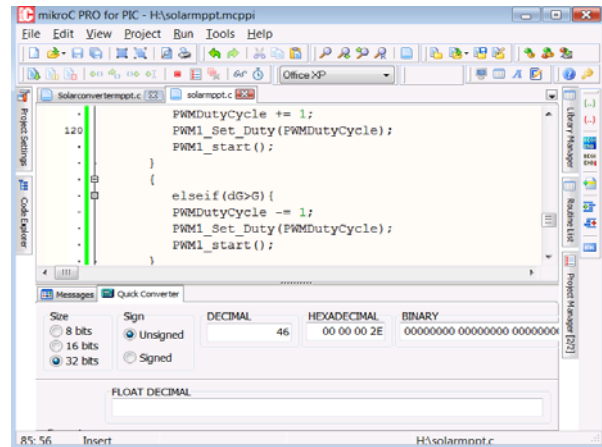 mikroC PRO for PIC - H:\solarmppt.mcppi
File Edit View Project Run Tools Help
Office XP
Solarconvertermppt.c solarmppt.c
PWMDutyCycle += 1;
120 PWM1_Set_Duty(PWMDutyCycle);
PWM1_start();
}
{
elseif(dG>G){
PWMDutyCycle -= 1;
PWM1_Set_Duty(PWMDutyCycle);
PWM1_start();
}
Project Settings
Code Explorer
Library Manager
Routine List
Project Manager [2/2]
Messages Quick Converter
Size Sign DECIMAL HEXADECIMAL BINARY
8 bits
16 bits
32 bits
Unsigned
Signed
46 00 00 00 2E 00000000 00000000 00000000
FLOAT DECIMAL
85: 56 Insert H:\solarmppt.c